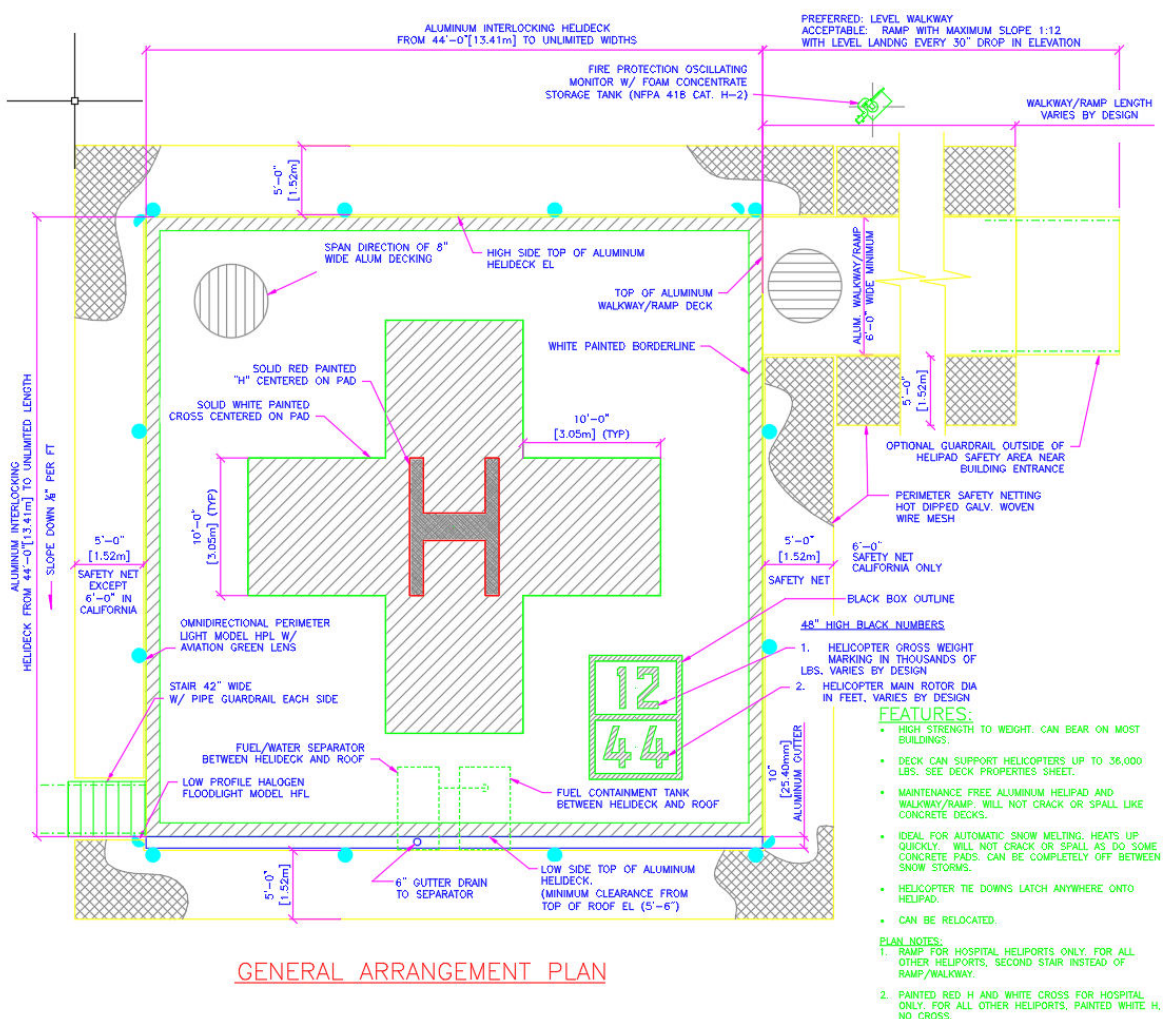 ALUMINUM INTERLOCKING HELIDECK
FROM 44'-0"[13.41m] TO UNLIMITED WIDTHS
PREFERRED: LEVEL WALKWAY
ACCEPTABLE: RAMP WITH MAXIMUM SLOPE 1:12
WITH LEVEL LANDNG EVERY 30" DROP IN ELEVATION
FIRE PROTECTION OSCILLATING
MONITOR W/ FOAM CONCENTRATE
STORAGE TANK (NFPA 418 CAT. H-2)
WALKWAY/RAMP LENGTH
VARIES BY DESIGN
5'-0"
[1.52m]
SPAN DIRECTION OF 8"
WIDE ALUM DECKING
HIGH SIDE TOP OF ALUMINUM
HELIDECK EL
TOP OF ALUMINUM
WALKWAY/RAMP DECK
ALUM. WALKWAY/RAMP
6'-0" WIDE MINIMUM
WHITE PAINTED BORDERLINE
SOLID RED PAINTED
"H" CENTERED ON PAD
SOLID WHITE PAINTED
CROSS CENTERED ON PAD
10'-0"
[3.05m] (TYP)
5'-0"
[1.52m]
OPTIONAL GUARDRAIL OUTSIDE OF
HELIPAD SAFETY AREA NEAR
BUILDING ENTRANCE
PERIMETER SAFETY NETTING
HOT DIPPED GALV. WOVEN
WIRE MESH
ALUMINUM INTERLOCKING
HELIDECK FROM 44'-0"[13.41m] TO UNLIMITED LENGTH
SLOPE DOWN ⅛" PER FT
10'-0"
[3.05m] (TYP)
H
5'-0"
[1.52m]
SAFETY NET
EXCEPT
6'-0" IN
CALIFORNIA
5'-0"
[1.52m]
SAFETY NET
6'-0"
SAFETY NET
CALIFORNIA ONLY
BLACK BOX OUTLINE
48" HIGH BLACK NUMBERS
1. HELICOPTER GROSS WEIGHT
MARKING IN THOUSANDS OF
LBS. VARIES BY DESIGN
2. HELICOPTER MAIN ROTOR DIA
IN FEET, VARIES BY DESIGN
OMNIDIRECTIONAL PERIMETER
LIGHT MODEL HPL W/
AVIATION GREEN LENS
STAIR 42" WIDE
W/ PIPE GUARDRAIL EACH SIDE
12
44
FUEL/WATER SEPARATOR
BETWEEN HELIDECK AND ROOF
LOW PROFILE HALOGEN
FLOODLIGHT MODEL HFL
FUEL CONTAINMENT TANK
BETWEEN HELIDECK AND ROOF
10"
[25.40mm]
ALUMINUM GUTTER
5'-0"
[1.52m]
6" GUTTER DRAIN
TO SEPARATOR
LOW SIDE TOP OF ALUMINUM
HELIDECK.
(MINIMUM CLEARANCE FROM
TOP OF ROOF EL (5'-6")
FEATURES:
• HIGH STRENGTH TO WEIGHT. CAN BEAR ON MOST
BUILDINGS.
• DECK CAN SUPPORT HELICOPTERS UP TO 36,000
LBS. SEE DECK PROPERTIES SHEET.
• MAINTENANCE FREE ALUMINUM HELIPAD AND
WALKWAY/RAMP. WILL NOT CRACK OR SPALL LIKE
CONCRETE DECKS.
• IDEAL FOR AUTOMATIC SNOW MELTING, HEATS UP
QUICKLY. WILL NOT CRACK OR SPALL AS DO SOME
CONCRETE PADS. CAN BE COMPLETELY OFF BETWEEN
SNOW STORMS.
• HELICOPTER TIE DOWNS LATCH ANYWHERE ONTO
HELIPAD.
• CAN BE RELOCATED.
PLAN NOTES:
1. RAMP FOR HOSPITAL HELIPORTS ONLY. FOR ALL
OTHER HELIPORTS, SECOND STAIR INSTEAD OF
RAMP/WALKWAY.
2. PAINTED RED H AND WHITE CROSS FOR HOSPITAL
ONLY. FOR ALL OTHER HELIPORTS, PAINTED WHITE H,
NO CROSS.
GENERAL ARRANGEMENT PLAN